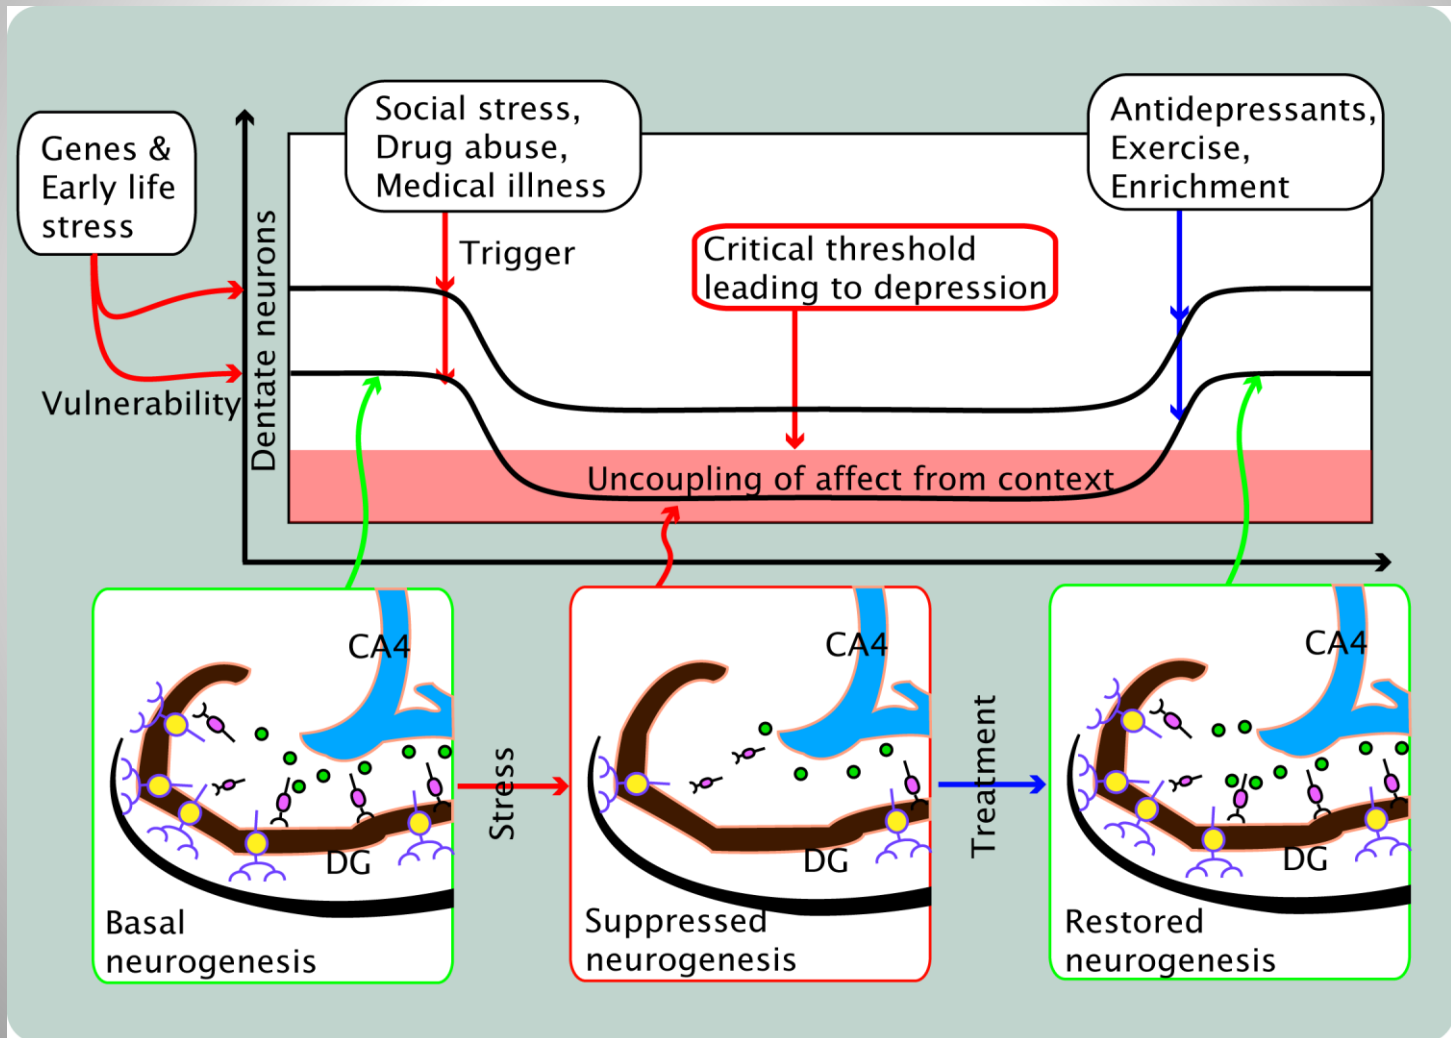 Genes &
Early life
stress
Social stress,
Drug abuse,
Medical illness
Antidepressants,
Exercise,
Enrichment
Trigger
Critical threshold
leading to depression
Vulnerability
Dentate neurons
Uncoupling of affect from context
CA4
DG
Basal
neurogenesis
Stress
CA4
DG
Suppressed
neurogenesis
Treatment
CA4
DG
Restored
neurogenesis